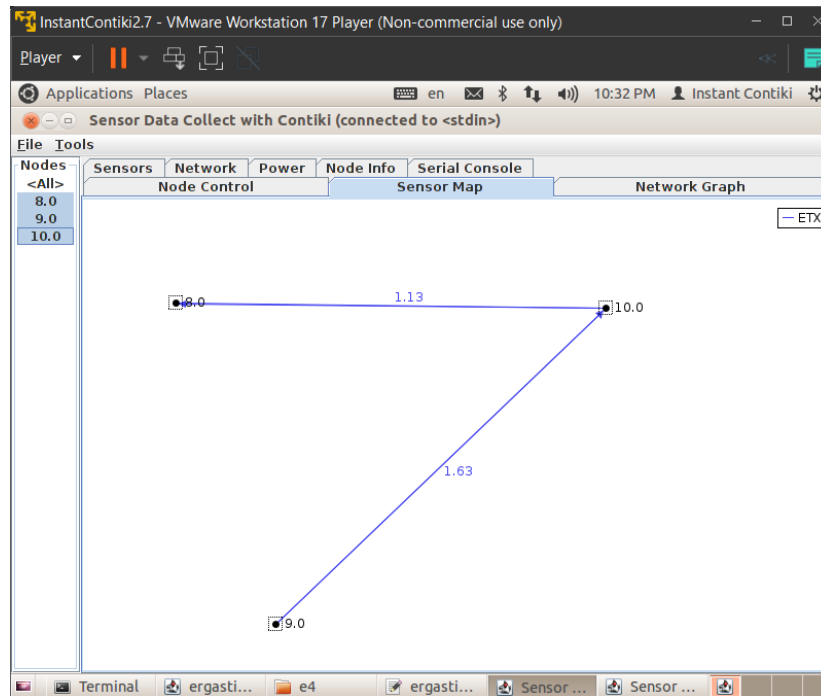 InstantContiki2.7 - VMware Workstation 17 Player (Non-commercial use only)
Player
Applications Places en 10:32 PM Instant Contiki
Sensor Data Collect with Contiki (connected to <stdin>)
File Tools
Nodes
<All>
8.0
9.0
10.0
Sensors Network Power Node Info Serial Console
Node Control Sensor Map Network Graph
ETX
8.0
1.13
10.0
1.63
9.0
Terminal ergasti... e4 ergasti... Sensor ... Sensor ...